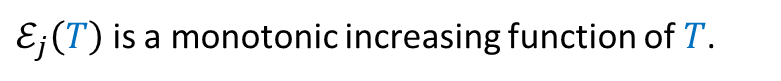 ℰⱼ(T) is a monotonic increasing function of T.